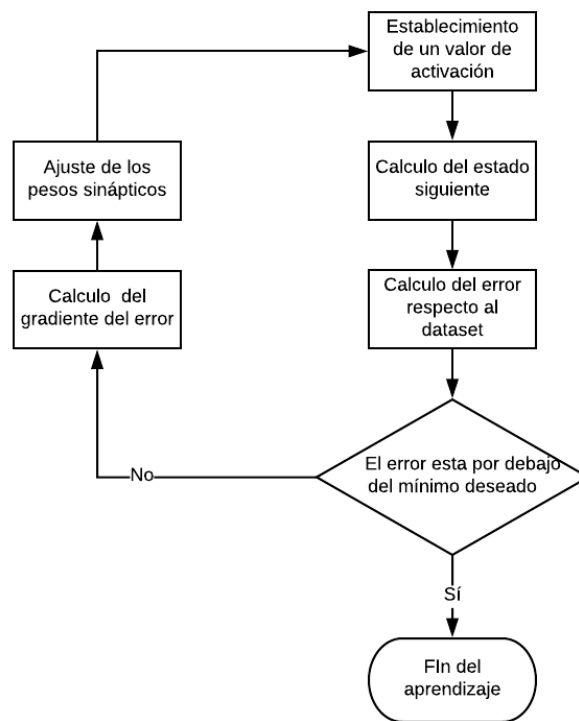 Establecimiento
de un valor de
activación
Calculo del estado
siguiente
Calculo del error
respecto al
dataset
El error esta por debajo
del mínimo deseado
No
Calculo del
gradiente del error
Ajuste de los
pesos sinápticos
Sí
FIn del
aprendizaje